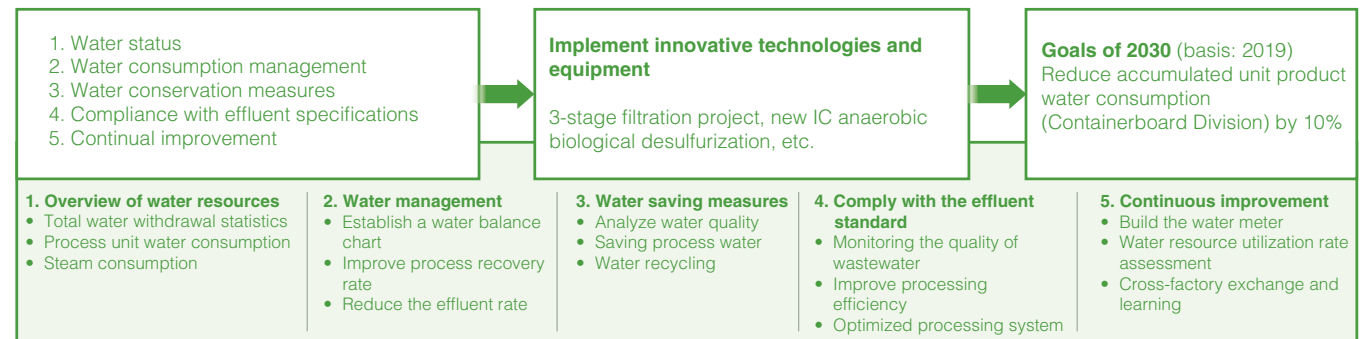 1. Water status
2. Water consumption management
3. Water conservation measures
4. Compliance with effluent specifications
5. Continual improvement
Implement innovative technologies and
equipment
3-stage filtration project, new IC anaerobic
biological desulfurization, etc.
Goals of 2030 (basis: 2019)
Reduce accumulated unit product
water consumption
(Containerboard Division) by 10%
1. Overview of water resources
• Total water withdrawal statistics
• Process unit water consumption
• Steam consumption
2. Water management
• Establish a water balance
chart
• Improve process recovery
rate
• Reduce the effluent rate
3. Water saving measures
• Analyze water quality
• Saving process water
• Water recycling
4. Comply with the effluent
standard
• Monitoring the quality of
wastewater
• Improve processing
efficiency
• Optimized processing system
5. Continuous improvement
• Build the water meter
• Water resource utilization rate
assessment
• Cross-factory exchange and
learning